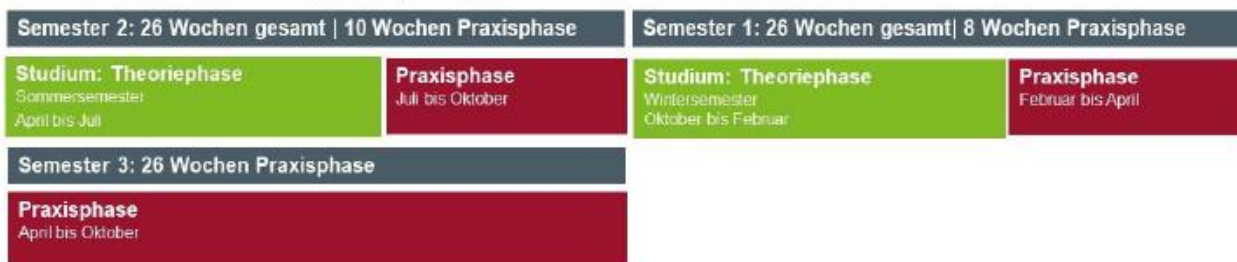 Semester 2: 26 Wochen gesamt | 10 Wochen Praxisphase
Studium: Theoriephase
Sommersemester
April bis Juli
Praxisphase
Juli bis Oktober
Semester 1: 26 Wochen gesamt| 8 Wochen Praxisphase
Studium: Theoriephase
Wintersemester
Oktober bis Februar
Praxisphase
Februar bis April
Semester 3: 26 Wochen Praxisphase
Praxisphase
April bis Oktober